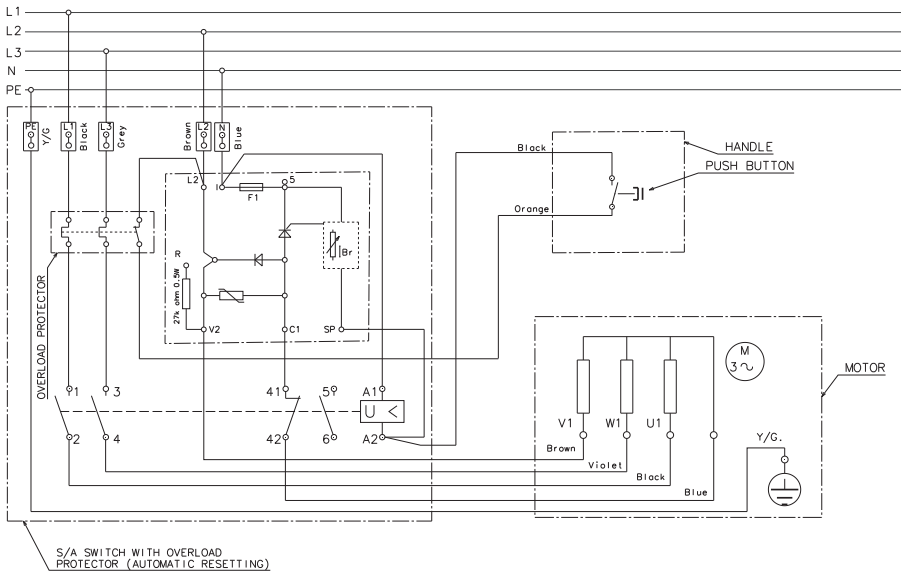 L1
L2
L3
N
PE
PE
Y/G
L1
Black
L3
Grey
Brown
L2
N
Blue
Black
HANDLE
PUSH BUTTON
L2
I
5
F1
Orange
R
27k ohm 0.5W
Br
V2
C1
SP
OVERLOAD PROTECTOR
M
3
MOTOR
1
3
41
5
A1
U <
2
4
42
6
A2
V1
W1
U1
Brown
Violet
Black
Blue
Y/G.
S/A SWITCH WITH OVERLOAD
PROTECTOR (AUTOMATIC RESETTING)